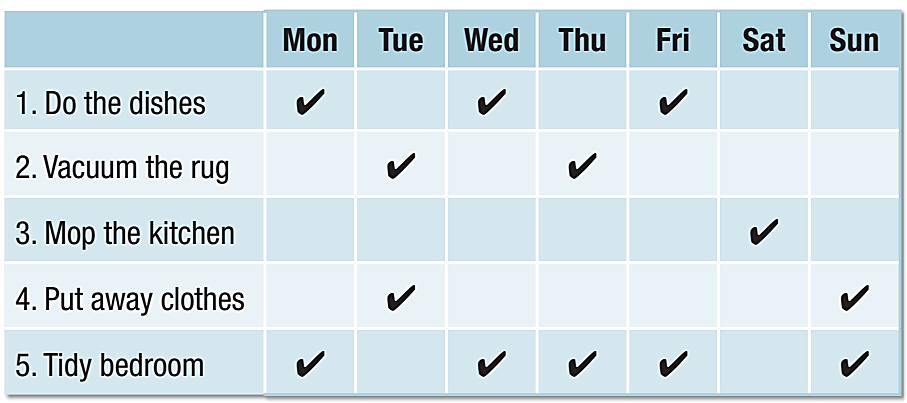 Mon Tue Wed Thu Fri Sat Sun
1. Do the dishes ✔ ✔ ✔
2. Vacuum the rug ✔ ✔
3. Mop the kitchen ✔
4. Put away clothes ✔ ✔
5. Tidy bedroom ✔ ✔ ✔ ✔ ✔